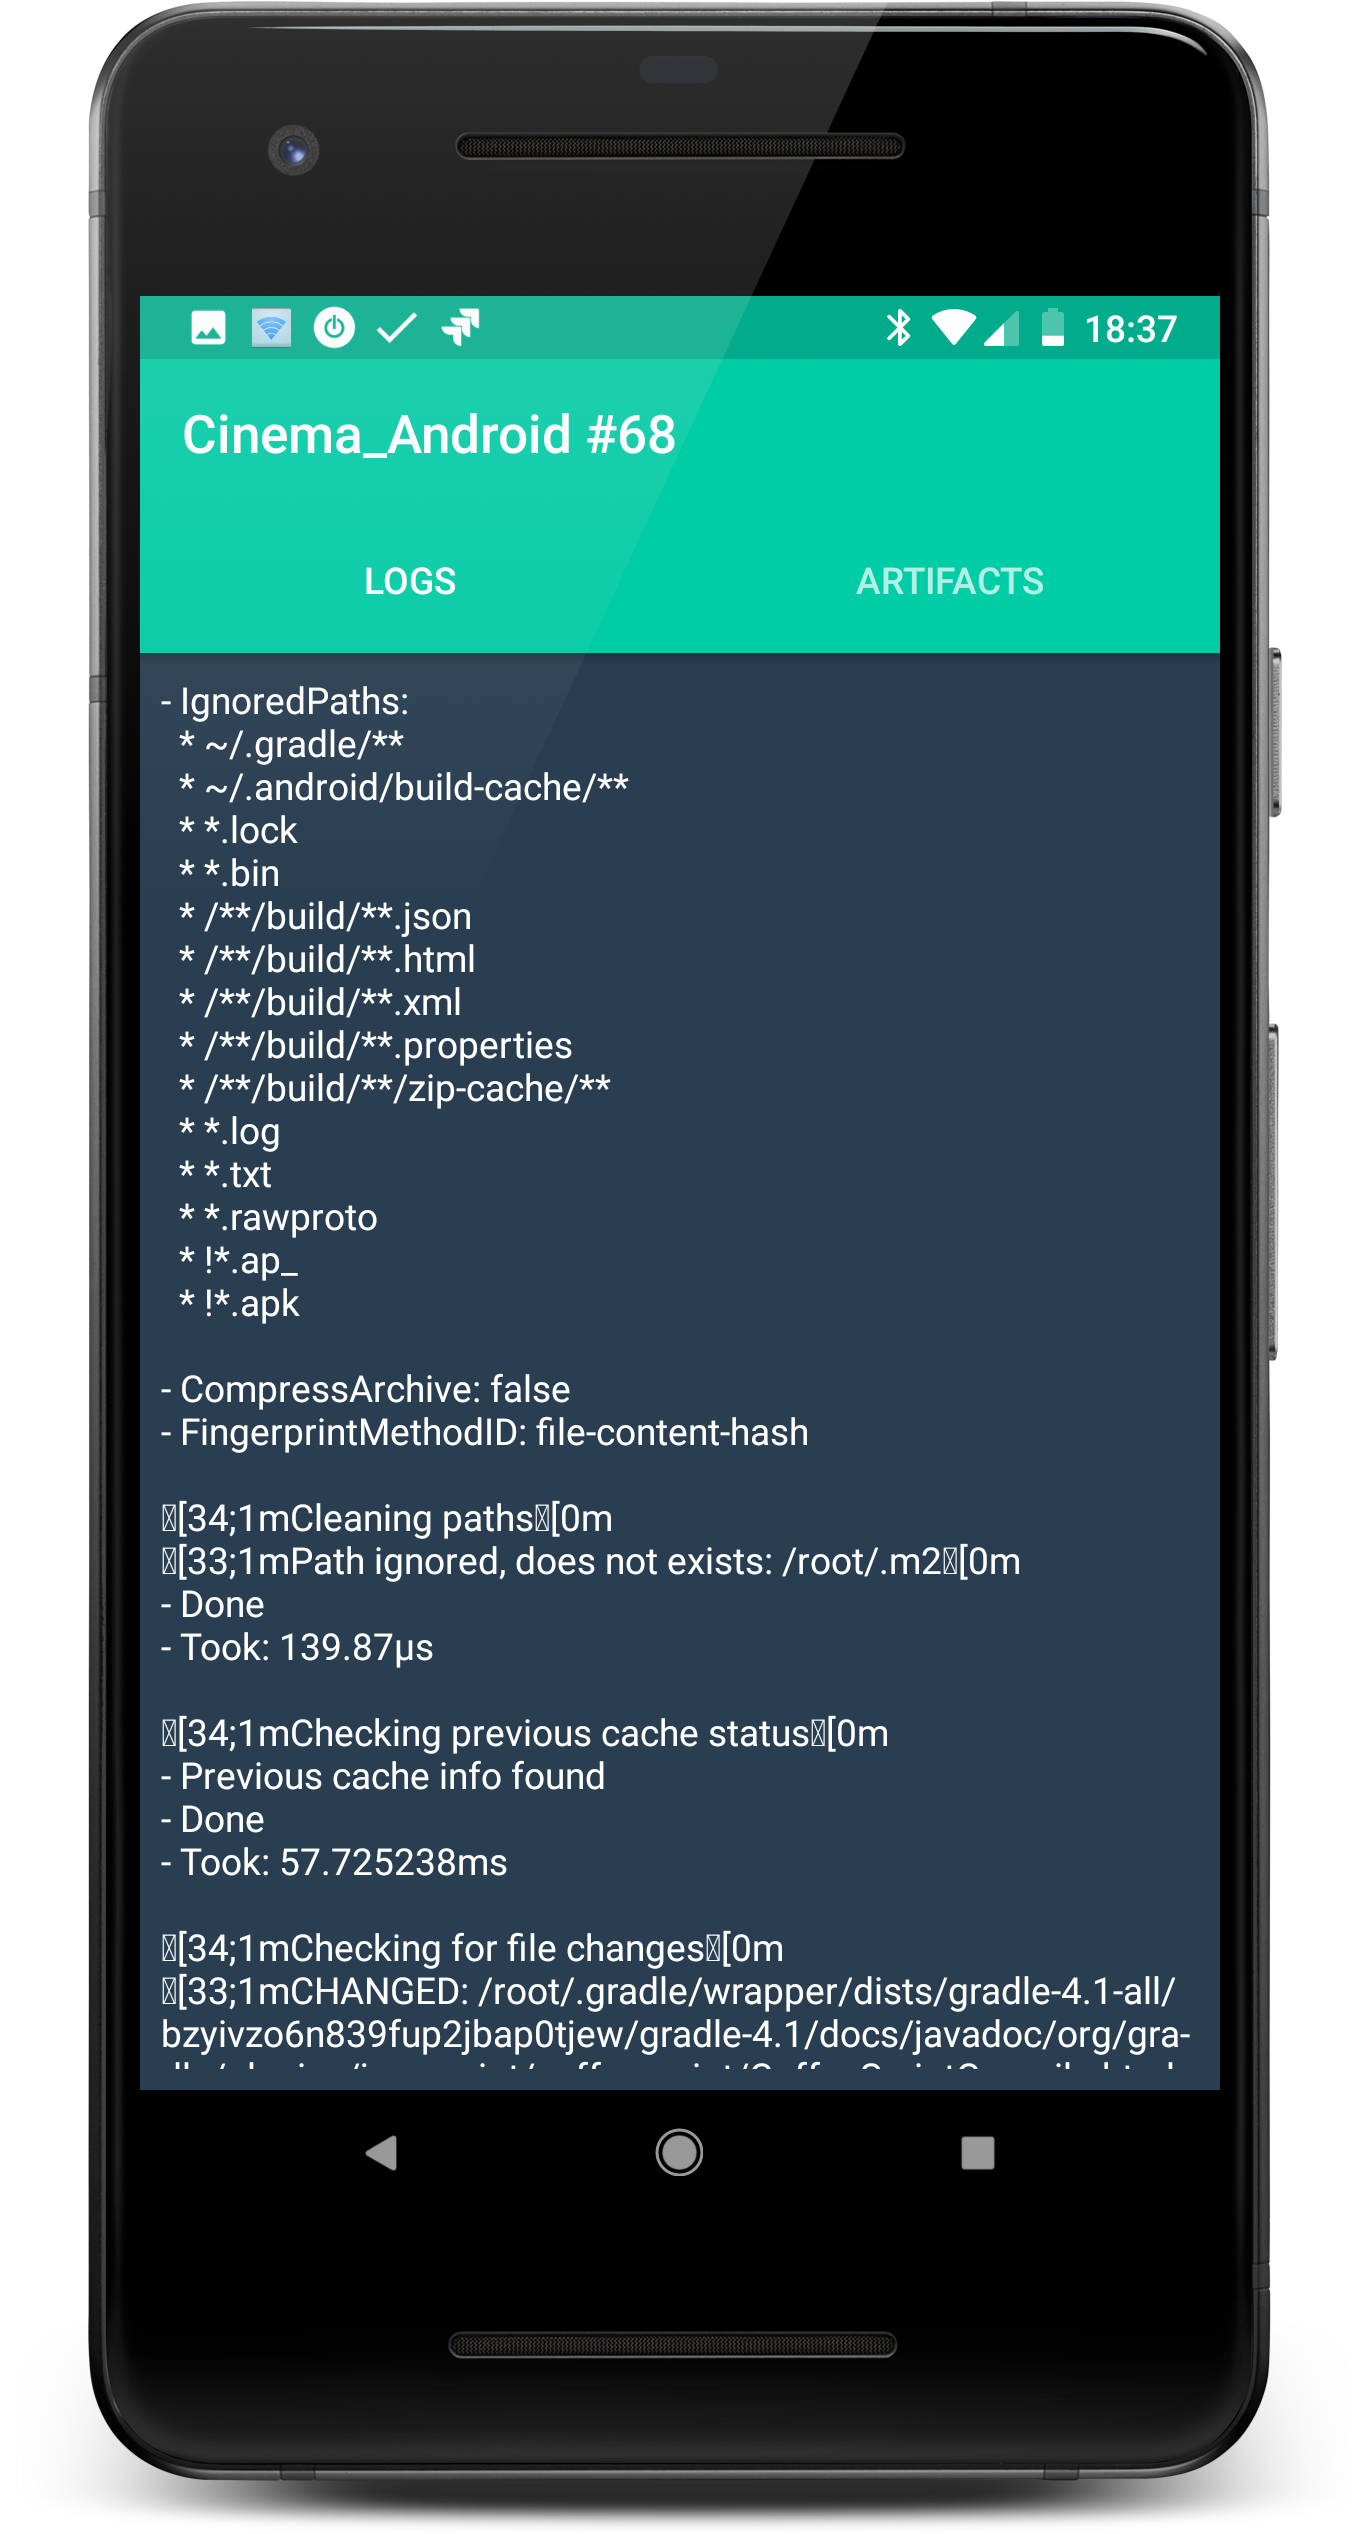 18:37
Cinema_Android #68
LOGS ARTIFACTS
- IgnoredPaths:
* ~/.gradle/**
* ~/.android/build-cache/**
* *.lock
* *.bin
* /**/build/**.json
* /**/build/**.html
* /**/build/**.xml
* /**/build/**.properties
* /**/build/**/zip-cache/**
* *.log
* *.txt
* *.rawproto
* !*.ap_
* !*.apk
- CompressArchive: false
- FingerprintMethodID: file-content-hash
[34;1mCleaning paths[0m
[33;1mPath ignored, does not exists: /root/.m2[0m
- Done
- Took: 139.87µs
[34;1mChecking previous cache status[0m
- Previous cache info found
- Done
- Took: 57.725238ms
[34;1mChecking for file changes[0m
[33;1mCHANGED: /root/.gradle/wrapper/dists/gradle-4.1-all/
bzyivzo6n839fup2jbap0tjew/gradle-4.1/docs/javadoc/org/gra-